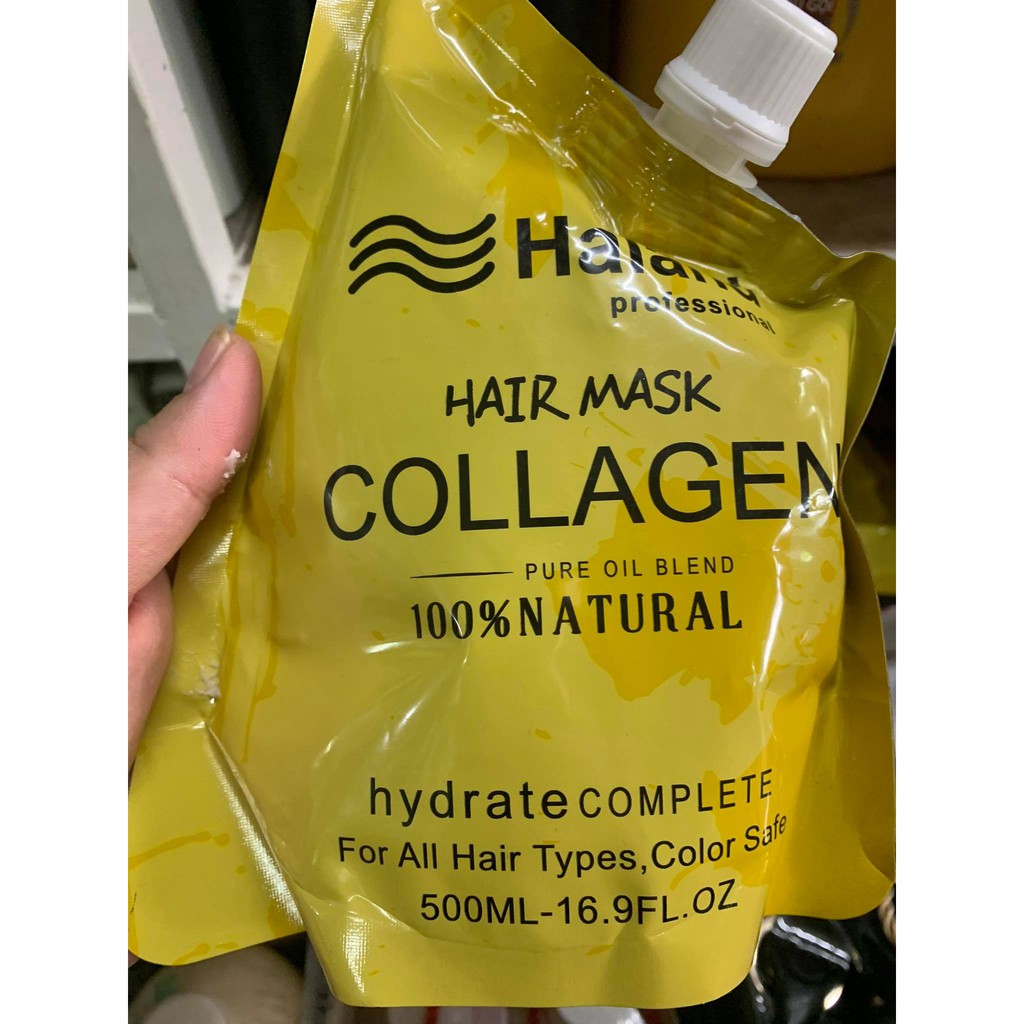 professional
HAIR MASK
COLLAGEN
PURE OIL BLEND
100% NATURAL
hydrate COMPLETE
For All Hair Types, Color Safe
500ML-16.9FL.OZ